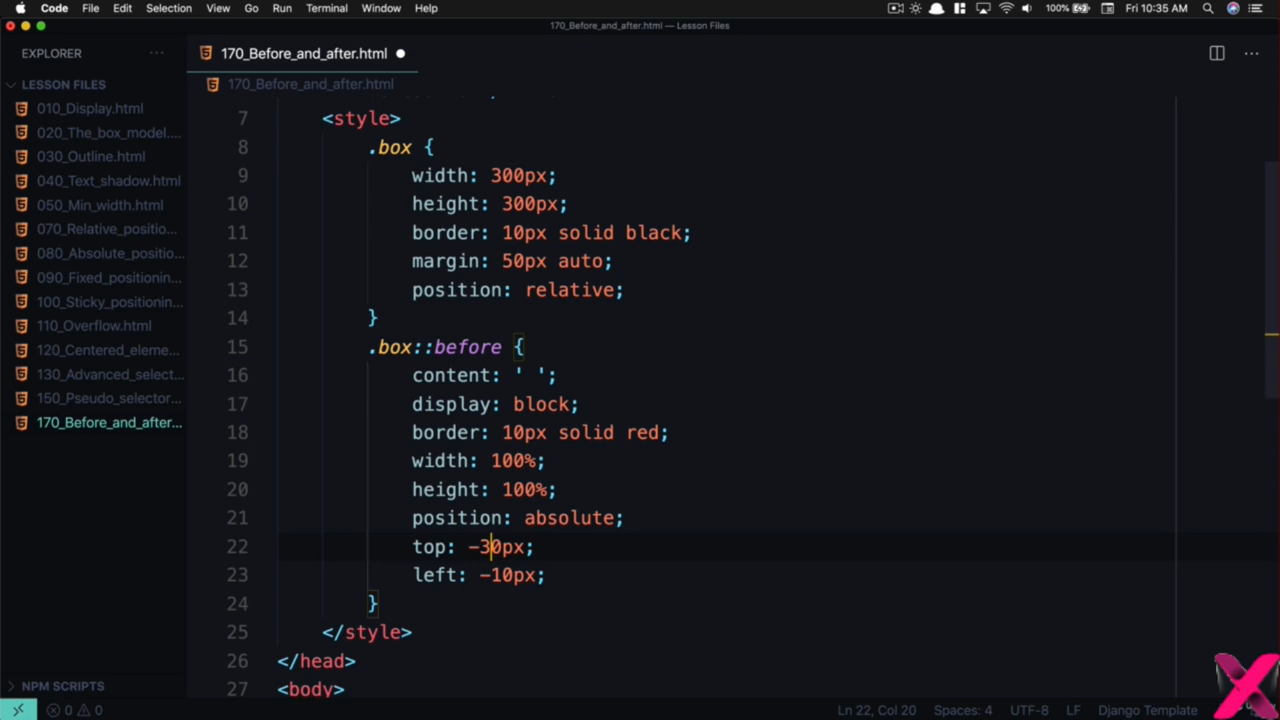 Code File Edit Selection View Go Run Terminal Window Help 100% Fri 10:35 AM
170_Before_and_after.html — Lesson Files
EXPLORER
170_Before_and_after.html
LESSON FILES
170_Before_and_after.html
010_Display.html
020_The_box_model....
030_Outline.html
040_Text_shadow.html
050_Min_width.html
070_Relative_positio...
080_Absolute_positio...
090_Fixed_positionin...
100_Sticky_positionin...
110_Overflow.html
120_Centered_eleme...
130_Advanced_select...
150_Pseudo_selector...
170_Before_and_after...
7 <style>
8 .box {
9 width: 300px;
10 height: 300px;
11 border: 10px solid black;
12 margin: 50px auto;
13 position: relative;
14 }
15 .box::before {
16 content: ' ';
17 display: block;
18 border: 10px solid red;
19 width: 100%;
20 height: 100%;
21 position: absolute;
22 top: -30px;
23 left: -10px;
24 }
25 </style>
26 </head>
27 <body>
NPM SCRIPTS
0 0 Ln 22, Col 20 Spaces: 4 UTF-8 LF Django Template